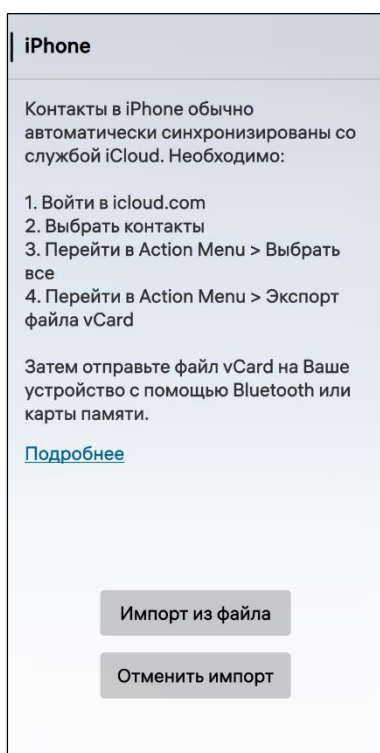 iPhone
Контакты в iPhone обычно
автоматически синхронизированы со
службой iCloud. Необходимо:
1. Войти в icloud.com
2. Выбрать контакты
3. Перейти в Action Menu > Выбрать
все
4. Перейти в Action Menu > Экспорт
файла vCard
Затем отправьте файл vCard на Ваше
устройство с помощью Bluetooth или
карты памяти.
Подробнее
Импорт из файла
Отменить импорт